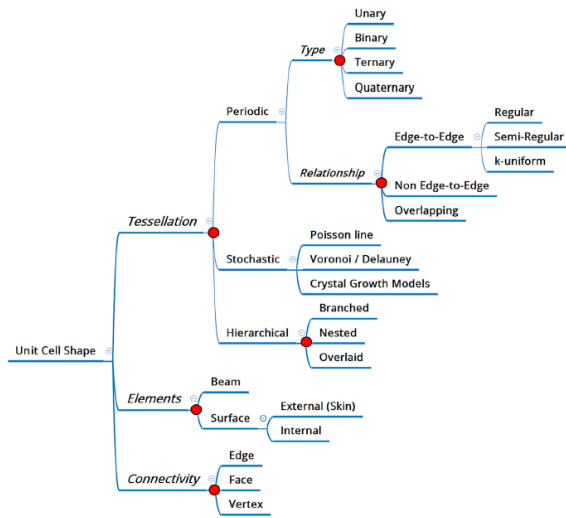 Unary
Type
Binary
Ternary
Quaternary
Periodic
Regular
Edge-to-Edge
Semi-Regular
k-uniform
Relationship
Non Edge-to-Edge
Overlapping
Tessellation
Poisson line
Stochastic
Voronoi / Delauney
Crystal Growth Models
Branched
Hierarchical
Nested
Overlaid
Unit Cell Shape
Beam
Elements
External (Skin)
Surface
Internal
Edge
Connectivity
Face
Vertex